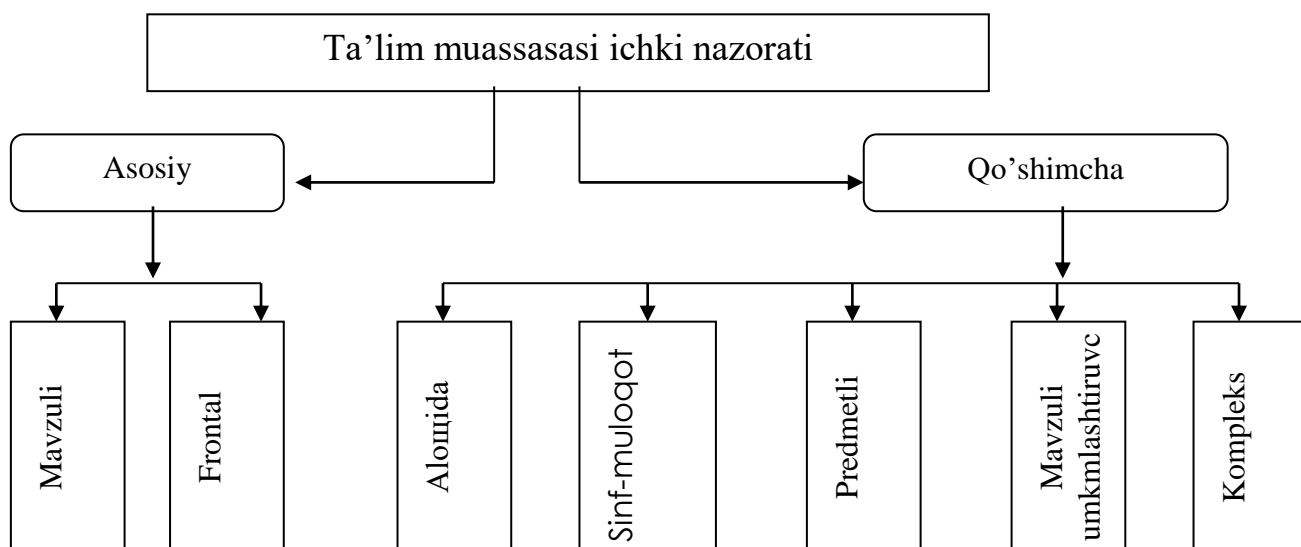 Ta’lim muassasasi ichki nazorati
Asosiy
Qo’shimcha
Mavzuli
Frontal
Aloщida
Sinf-muloqot
Predmetli
Mavzuli
umkmlashtiruvc
Kompleks